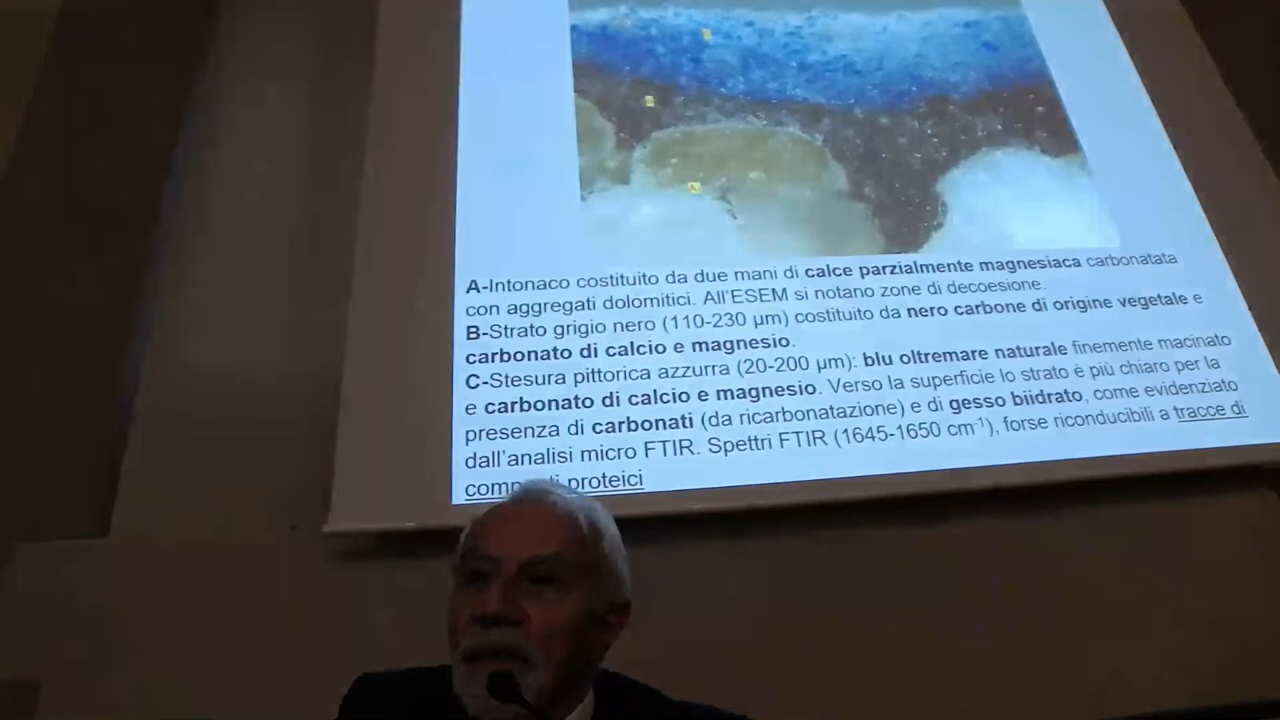 A-Intonaco costituito da due mani di calce parzialmente magnesiaca carbonatata
con aggregati dolomitici. All'ESEM si notano zone di decoesione.
B-Strato grigio nero (110-230 µm) costituito da nero carbone di origine vegetale e
carbonato di calcio e magnesio.
C-Stesura pittorica azzurra (20-200 µm): blu oltremare naturale finemente macinato
e carbonato di calcio e magnesio. Verso la superficie lo strato è più chiaro per la
presenza di carbonati (da ricarbonatazione) e di gesso biidrato, come evidenziato
dall'analisi micro FTIR. Spettri FTIR (1645-1650 cm-1), forse riconducibili a tracce di
proteici